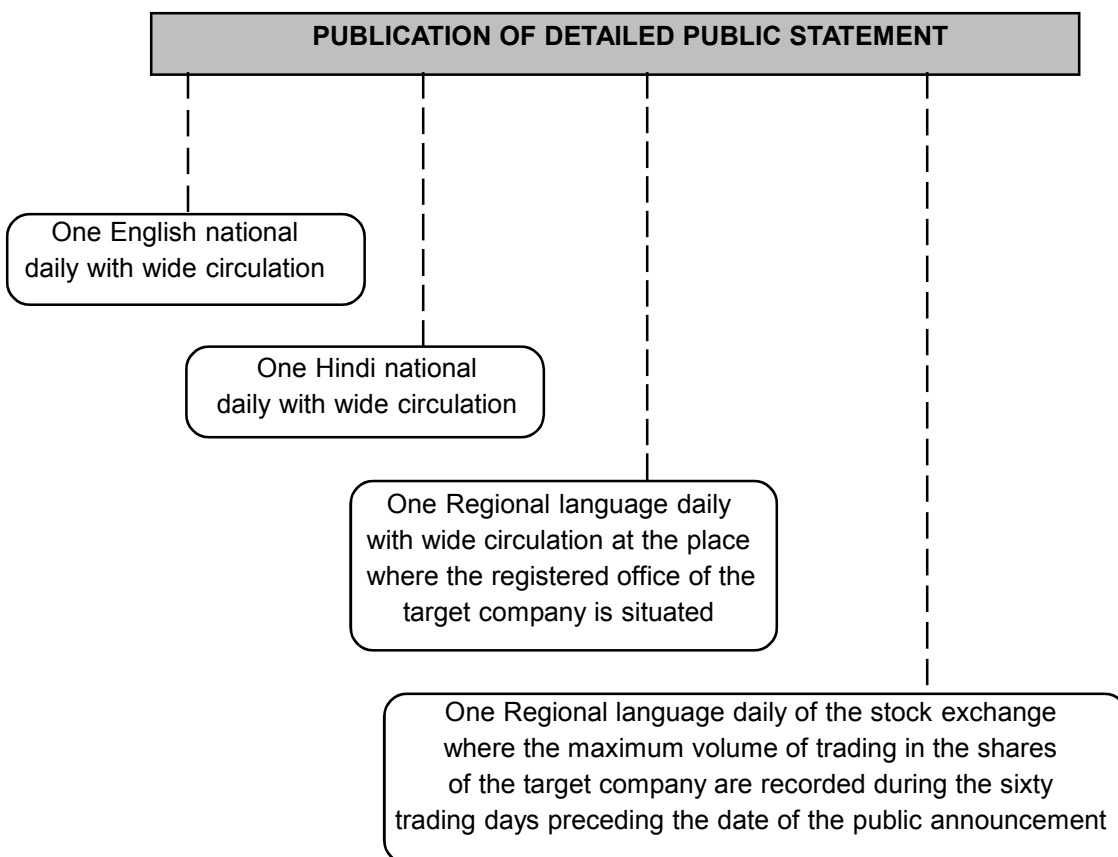 PUBLICATION OF DETAILED PUBLIC STATEMENT
One English national
daily with wide circulation
One Hindi national
daily with wide circulation
One Regional language daily
with wide circulation at the place
where the registered office of the
target company is situated
One Regional language daily of the stock exchange
where the maximum volume of trading in the shares
of the target company are recorded during the sixty
trading days preceding the date of the public announcement